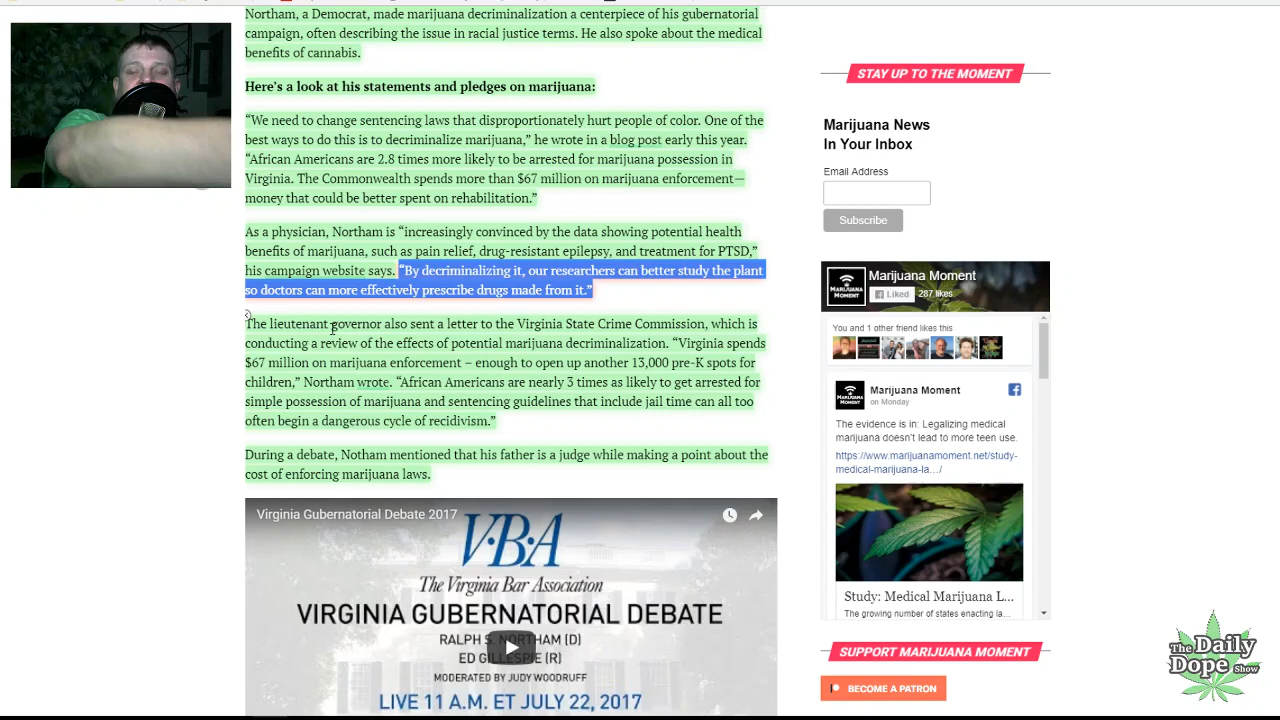 Northam, a Democrat, made marijuana decriminalization a centerpiece of his gubernatorial
campaign, often describing the issue in racial justice terms. He also spoke about the medical
benefits of cannabis.
Here's a look at his statements and pledges on marijuana:
“We need to change sentencing laws that disproportionately hurt people of color. One of the
best ways to do this is to decriminalize marijuana,” he wrote in a blog post early this year.
“African Americans are 2.8 times more likely to be arrested for marijuana possession in
Virginia. The Commonwealth spends more than $67 million on marijuana enforcement—
money that could be better spent on rehabilitation.”
As a physician, Northam is “increasingly convinced by the data showing potential health
benefits of marijuana, such as pain relief, drug-resistant epilepsy, and treatment for PTSD,”
his campaign website says. “By decriminalizing it, our researchers can better study the plant
so doctors can more effectively prescribe drugs made from it.”
The lieutenant governor also sent a letter to the Virginia State Crime Commission, which is
conducting a review of the effects of potential marijuana decriminalization. “Virginia spends
$67 million on marijuana enforcement – enough to open up another 13,000 pre-K spots for
children,” Northam wrote. “African Americans are nearly 3 times as likely to get arrested for
simple possession of marijuana and sentencing guidelines that include jail time can all too
often begin a dangerous cycle of recidivism.”
During a debate, Notham mentioned that his father is a judge while making a point about the
cost of enforcing marijuana laws.
Virginia Gubernatorial Debate 2017
V·B·A
The Virginia Bar Association
VIRGINIA GUBERNATORIAL DEBATE
RALPH S. NORTHAM (D)
ED GILLESPIE (R)
MODERATED BY JUDY WOODRUFF
LIVE 11 A.M. ET JULY 22, 2017
STAY UP TO THE MOMENT
Marijuana News
In Your Inbox
Email Address
Subscribe
MARIJUANA
MOMENT
Marijuana Moment
Liked
287 likes
You and 1 other friend likes this
Marijuana Moment
on Monday
The evidence is in: Legalizing medical
marijuana doesn't lead to more teen use.
https://www.marijuanamoment.net/study-
medical-marijuana-la…/
Study: Medical Marijuana L...
The growing number of states enacting la...
SUPPORT MARIJUANA MOMENT
BECOME A PATRON
The Daily
Dope Show